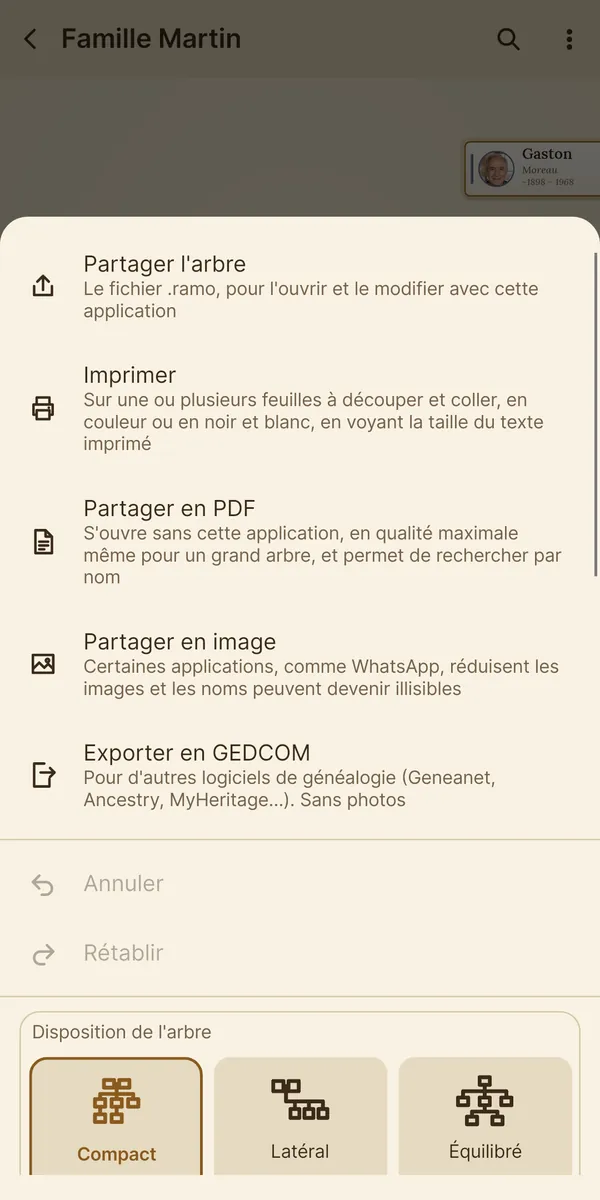 Famille Martin
Gaston
Moreau
~1898 – 1968
Partager l'arbre
Le fichier .ramo, pour l'ouvrir et le modifier avec cette
application
Imprimer
Sur une ou plusieurs feuilles à découper et coller, en
couleur ou en noir et blanc, en voyant la taille du texte
imprimé
Partager en PDF
S'ouvre sans cette application, en qualité maximale
même pour un grand arbre, et permet de rechercher par
nom
Partager en image
Certaines applications, comme WhatsApp, réduisent les
images et les noms peuvent devenir illisibles
Exporter en GEDCOM
Pour d'autres logiciels de généalogie (Geneanet,
Ancestry, MyHeritage…). Sans photos
Annuler
Rétablir
Disposition de l'arbre
Compact
Latéral
Équilibré